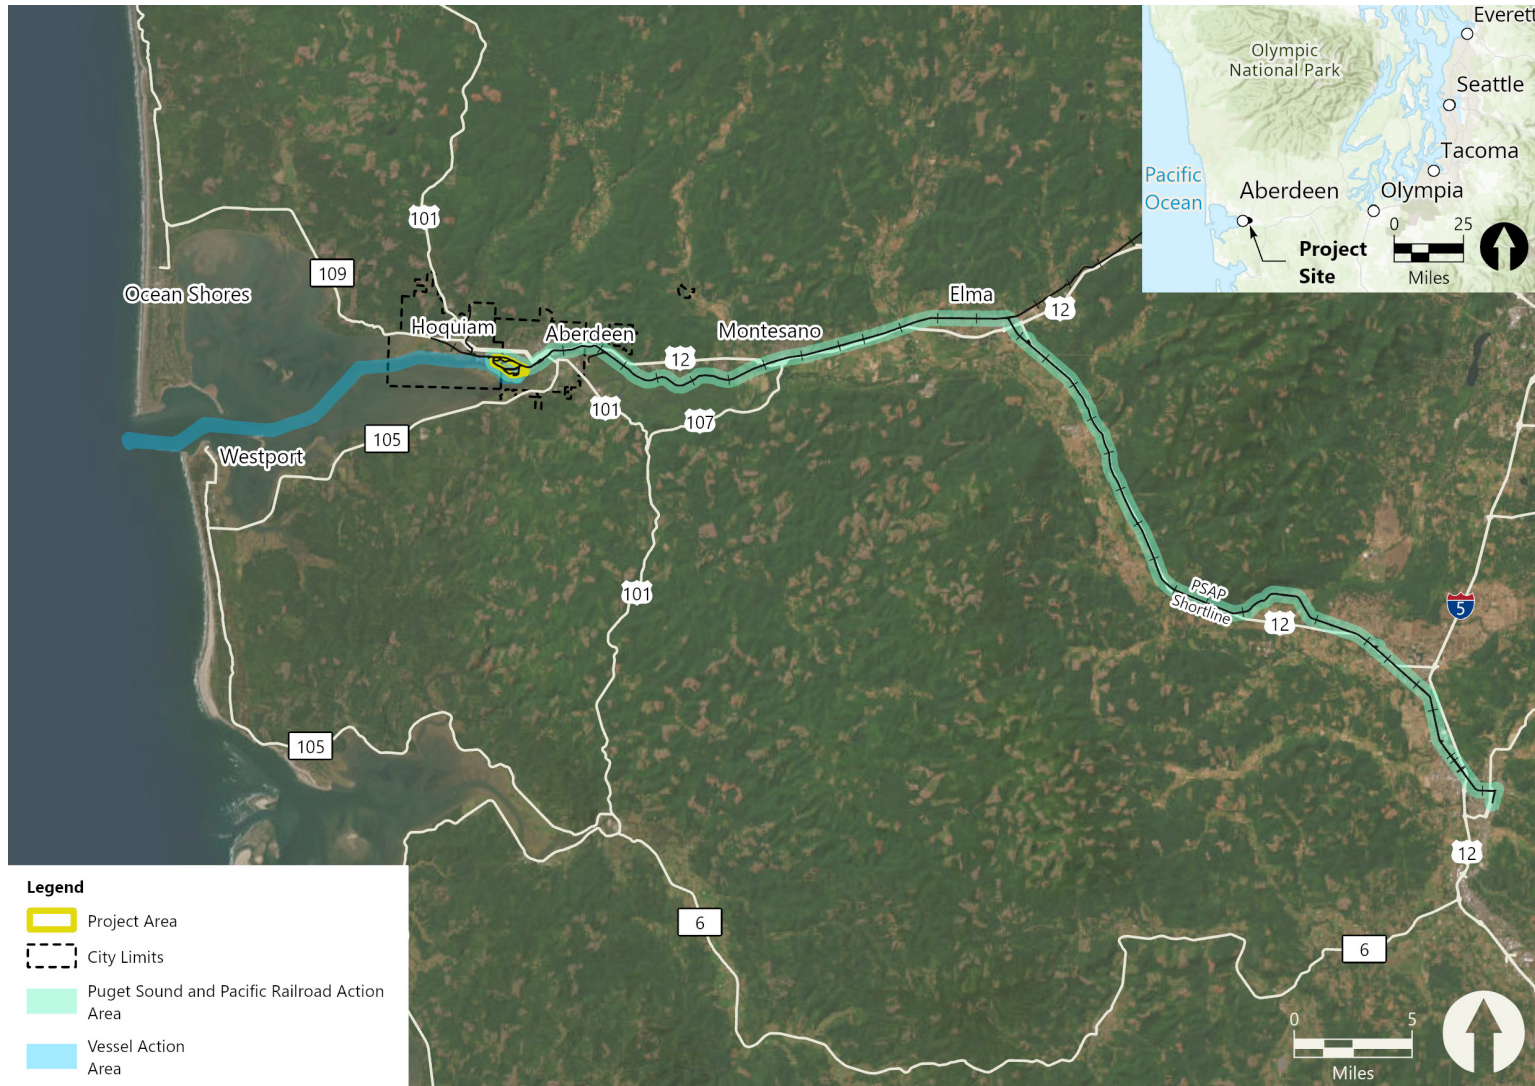 Everett
Olympic
National Park
Seattle
Tacoma
Pacific
Ocean
Aberdeen
Olympia
0 25
Miles
Project
Site
101
109
Ocean Shores
Hoquiam
Aberdeen
Montesano
Elma
12
12
101
107
105
Westport
101
PSAP
Shortline
12
5
105
12
6
6
Legend
Project Area
City Limits
Puget Sound and Pacific Railroad Action
Area
Vessel Action
Area
0 5
Miles